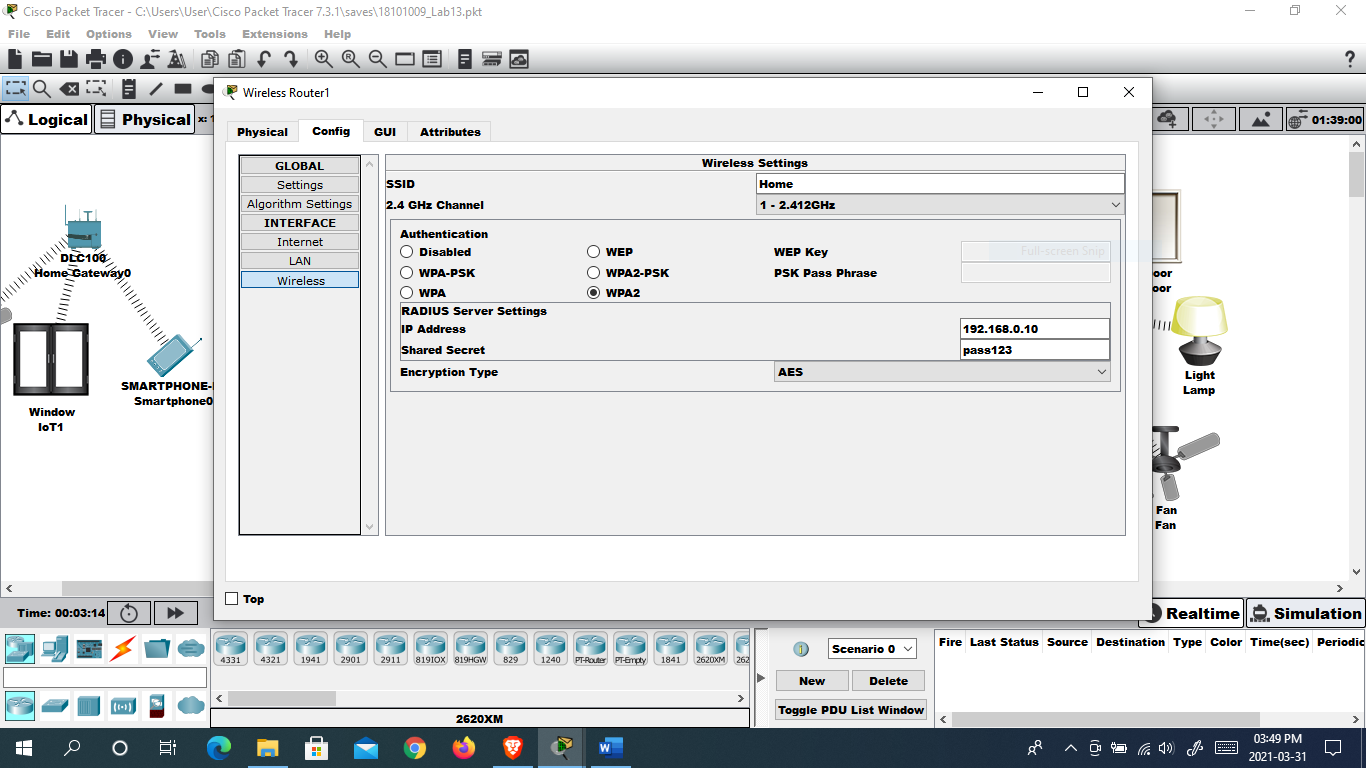 Cisco Packet Tracer - C:\Users\User\Cisco Packet Tracer 7.3.1\saves\18101009_Lab13.pkt
File Edit Options View Tools Extensions Help
Logical Physical x: 1
01:39:00
Wireless Router1
Physical Config GUI Attributes
GLOBAL
Settings
Algorithm Settings
INTERFACE
Internet
LAN
Wireless
Wireless Settings
SSID Home
2.4 GHz Channel 1 - 2.412GHz
Authentication
Disabled WEP WEP Key
Full-screen Snip
WPA-PSK WPA2-PSK PSK Pass Phrase
WPA WPA2
RADIUS Server Settings
IP Address 192.168.0.10
Shared Secret pass123
Encryption Type AES
Top
DLC100
Home Gateway0
Window
IoT1
SMARTPHONE-
Smartphone0
oor
oor
Light
Lamp
Fan
Fan
Time: 00:03:14
Realtime Simulation
4331 4321 1941 2901 2911 819IOX 819HGW 829 1240 PT-Router PT-Empty 1841 2620XM 262
2620XM
Scenario 0
New Delete
Toggle PDU List Window
Fire Last Status Source Destination Type Color Time(sec) Periodic
03:49 PM
2021-03-31